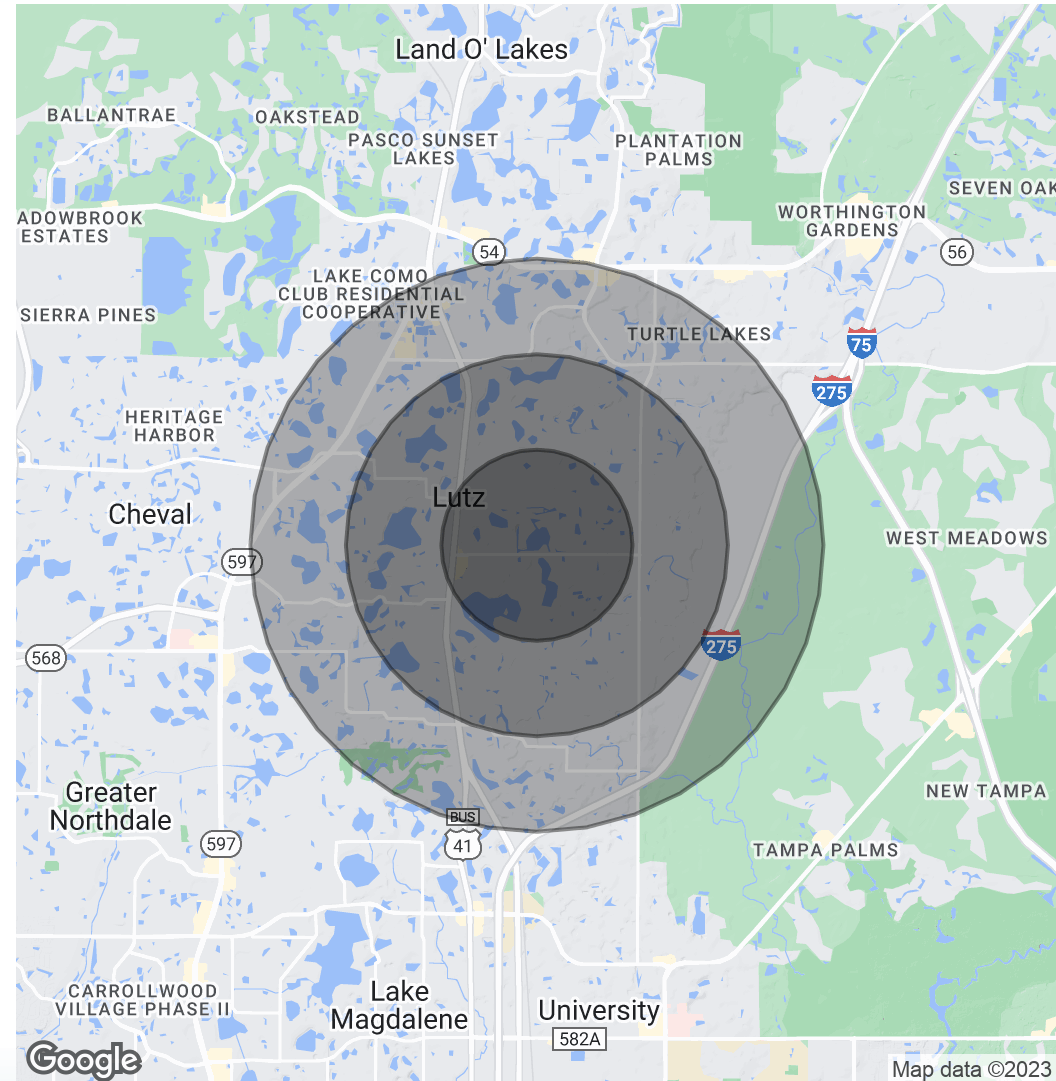 Land O' Lakes
BALLANTRAE
OAKSTEAD
PASCO SUNSET
LAKES
PLANTATION
PALMS
SEVEN OAK
ADOWBROOK
ESTATES
WORTHINGTON
GARDENS
54
56
LAKE COMO
CLUB RESIDENTIAL
COOPERATIVE
SIERRA PINES
TURTLE LAKES
75
275
HERITAGE
HARBOR
Lutz
Cheval
WEST MEADOWS
597
275
568
Greater
Northdale
NEW TAMPA
BUS
41
597
TAMPA PALMS
CARROLLWOOD
VILLAGE PHASE II
Lake
Magdalene
University
582A
Google
Map data ©2023